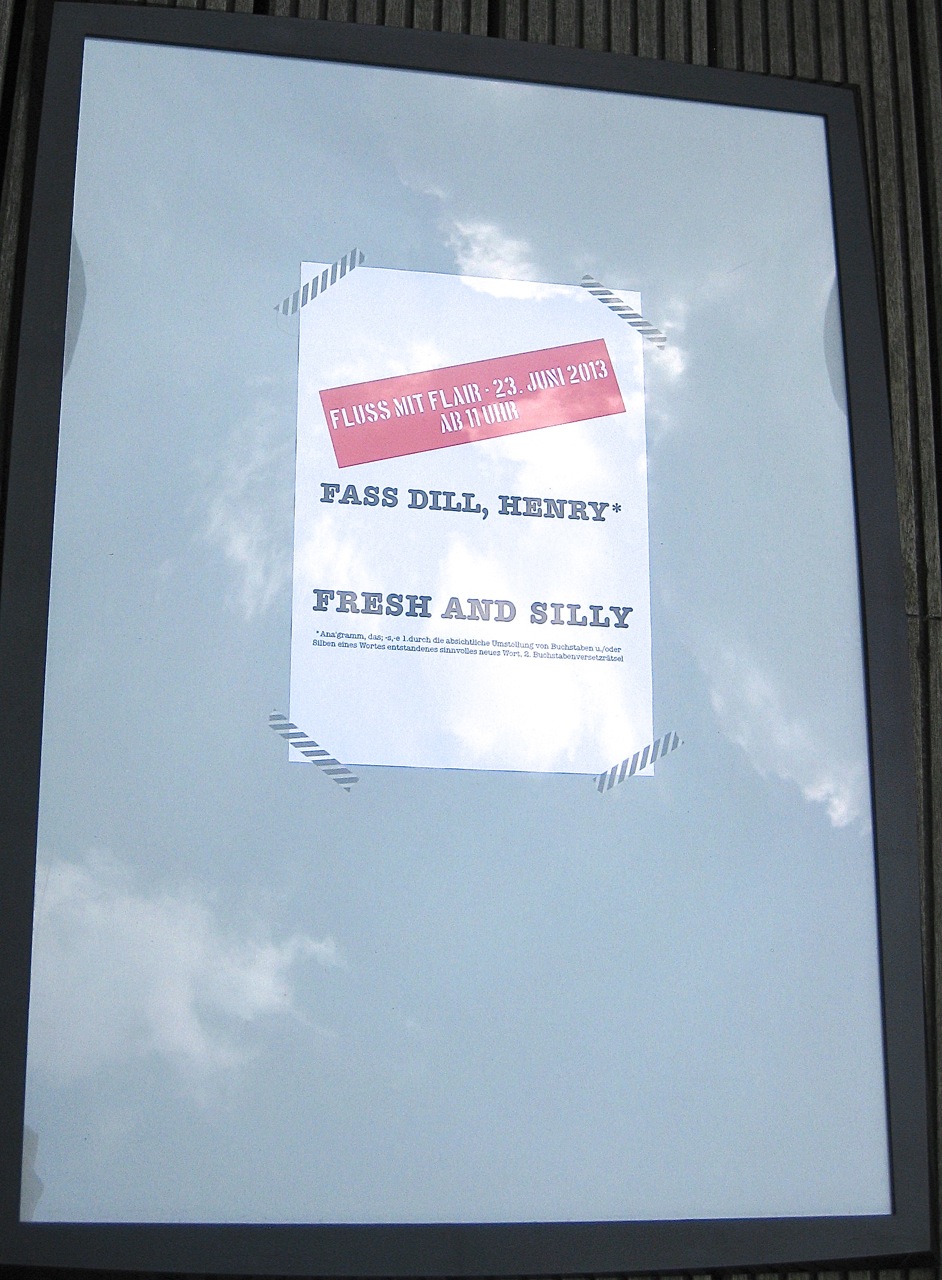 FLUSS MIT FLAIR · 23. JUNI 2013
AB 11 UHR
FASS DILL, HENRY*
FRESH AND SILLY
*Ana'gramm, das; -s,-e 1.durch die absichtliche Umstellung von Buchstaben u./oder
Silben eines Wortes entstandenes sinnvolles neues Wort. 2. Buchstabenversetzrätsel